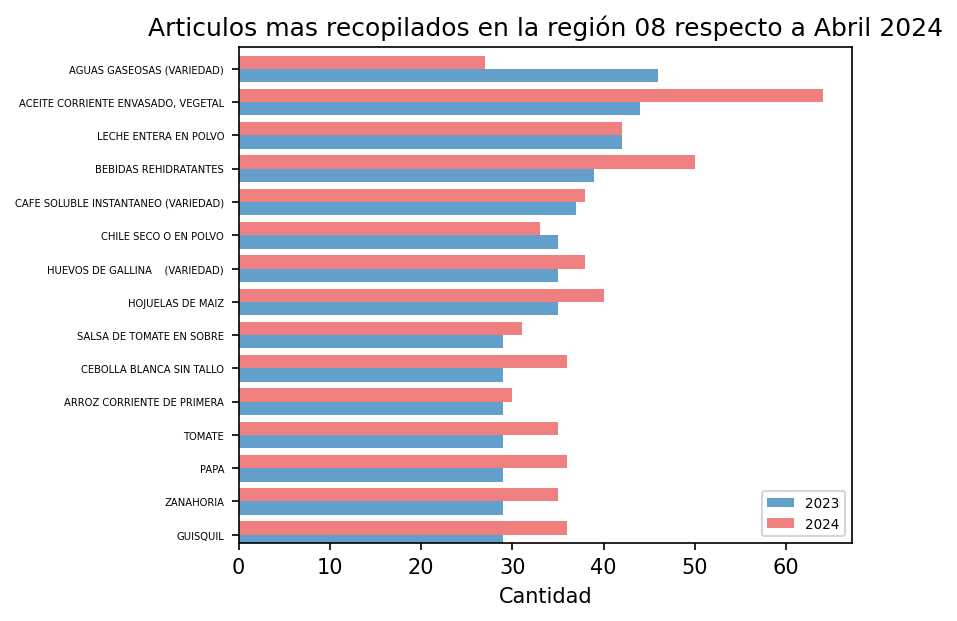 Articulos mas recopilados en la región 08 respecto a Abril 2024
AGUAS GASEOSAS (VARIEDAD)
ACEITE CORRIENTE ENVASADO, VEGETAL
LECHE ENTERA EN POLVO
BEBIDAS REHIDRATANTES
CAFE SOLUBLE INSTANTANEO (VARIEDAD)
CHILE SECO O EN POLVO
HUEVOS DE GALLINA    (VARIEDAD)
HOJUELAS DE MAIZ
SALSA DE TOMATE EN SOBRE
CEBOLLA BLANCA SIN TALLO
ARROZ CORRIENTE DE PRIMERA
TOMATE
PAPA
ZANAHORIA
GUISQUIL
2023
2024
0 10 20 30 40 50 60
Cantidad